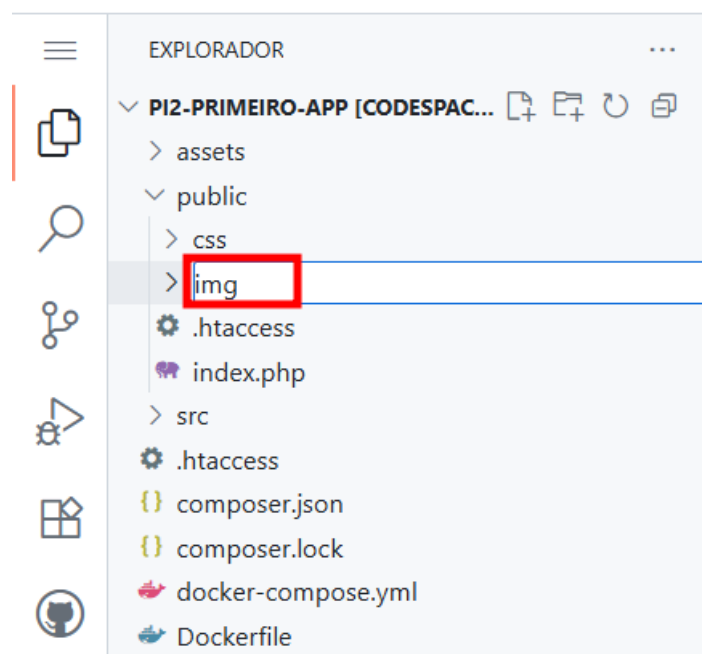 EXPLORADOR
PI2-PRIMEIRO-APP [CODESPAC...
assets
public
css
img
.htaccess
index.php
src
.htaccess
composer.json
composer.lock
docker-compose.yml
Dockerfile